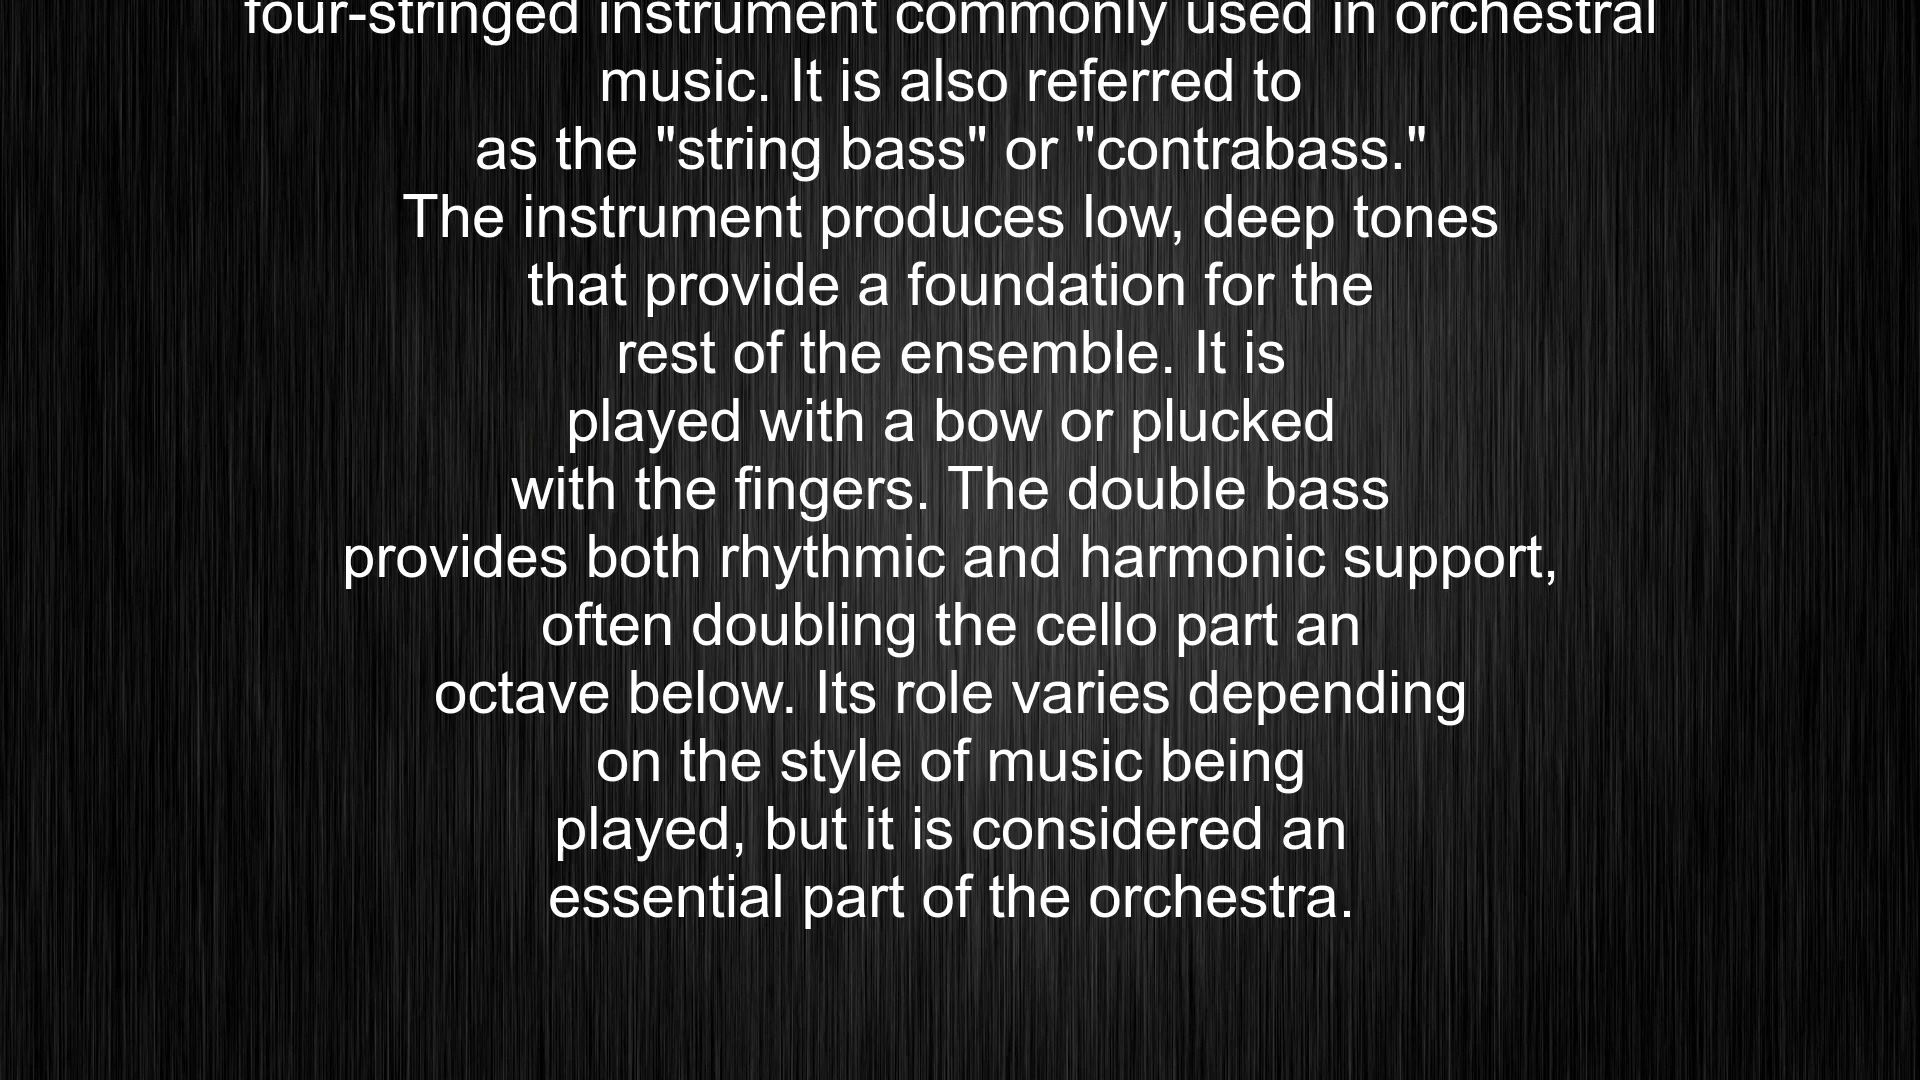 four-stringed instrument commonly used in orchestral
music. It is also referred to
as the "string bass" or "contrabass."
The instrument produces low, deep tones
that provide a foundation for the
rest of the ensemble. It is
played with a bow or plucked
with the fingers. The double bass
provides both rhythmic and harmonic support,
often doubling the cello part an
octave below. Its role varies depending
on the style of music being
played, but it is considered an
essential part of the orchestra.